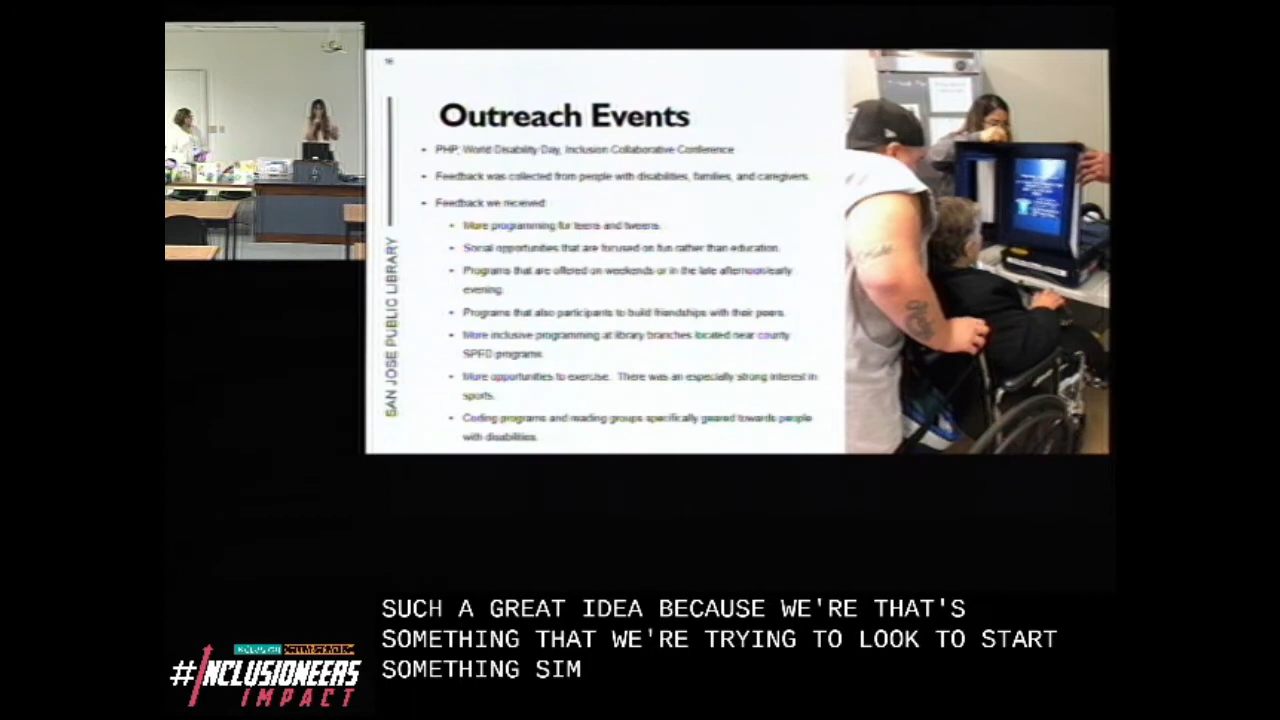 16
Outreach Events
• PHP, World Disability Day, Inclusion Collaborative Conference
• Feedback was collected from people with disabilities, families, and caregivers.
• Feedback we received:
• More programming for teens and tweens.
• Social opportunities that are focused on fun rather than education.
• Programs that are offered on weekends or in the late afternoon/early
evening.
• Programs that also participants to build friendships with their peers.
• More inclusive programming at library branches located near county
SPED programs.
• More opportunities to exercise. There was an especially strong interest in
sports.
• Coding programs and reading groups specifically geared towards people
with disabilities.
SAN JOSE PUBLIC LIBRARY
SUCH A GREAT IDEA BECAUSE WE'RE THAT'S
SOMETHING THAT WE'RE TRYING TO LOOK TO START
SOMETHING SIM
INCLUSION COLLABORATIVE
#INCLUSIONEERS
IMPACT